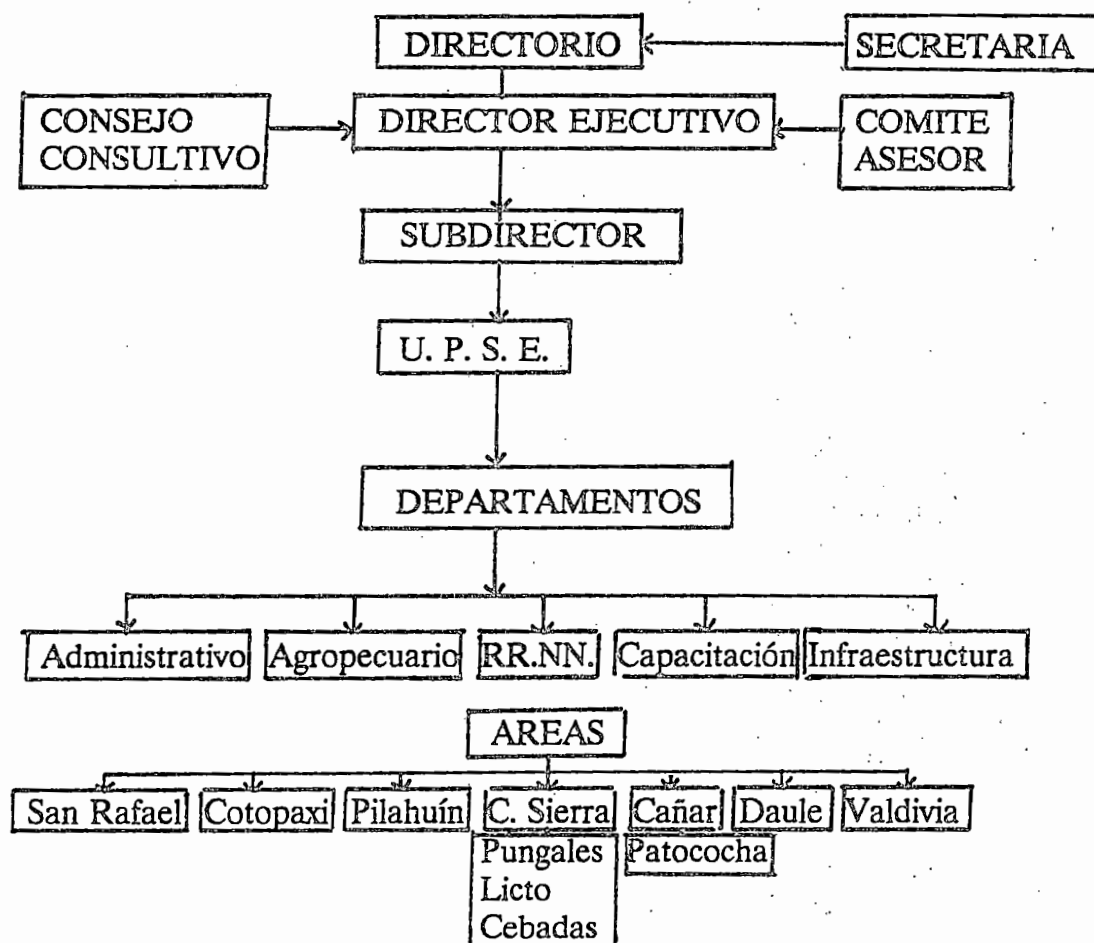 DIRECTORIO
SECRETARIA
CONSEJO
CONSULTIVO
DIRECTOR EJECUTIVO
COMITE
ASESOR
SUBDIRECTOR
U. P. S. E.
DEPARTAMENTOS
Administrativo
Agropecuario
RR.NN.
Capacitación
Infraestructura
AREAS
San Rafael
Cotopaxi
Pilahuín
C. Sierra
Cañar
Daule
Valdivia
Pungales
Patococha
Licto
Cebadas